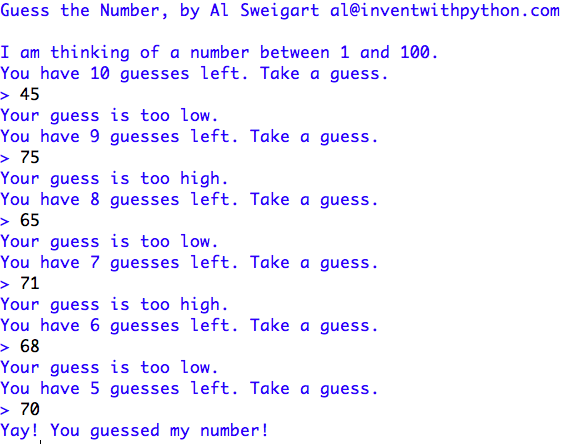 Guess the Number, by Al Sweigart al@inventwithpython.com
I am thinking of a number between 1 and 100.
You have 10 guesses left. Take a guess.
> 45
Your guess is too low.
You have 9 guesses left. Take a guess.
> 75
Your guess is too high.
You have 8 guesses left. Take a guess.
> 65
Your guess is too low.
You have 7 guesses left. Take a guess.
> 71
Your guess is too high.
You have 6 guesses left. Take a guess.
> 68
Your guess is too low.
You have 5 guesses left. Take a guess.
> 70
Yay! You guessed my number!